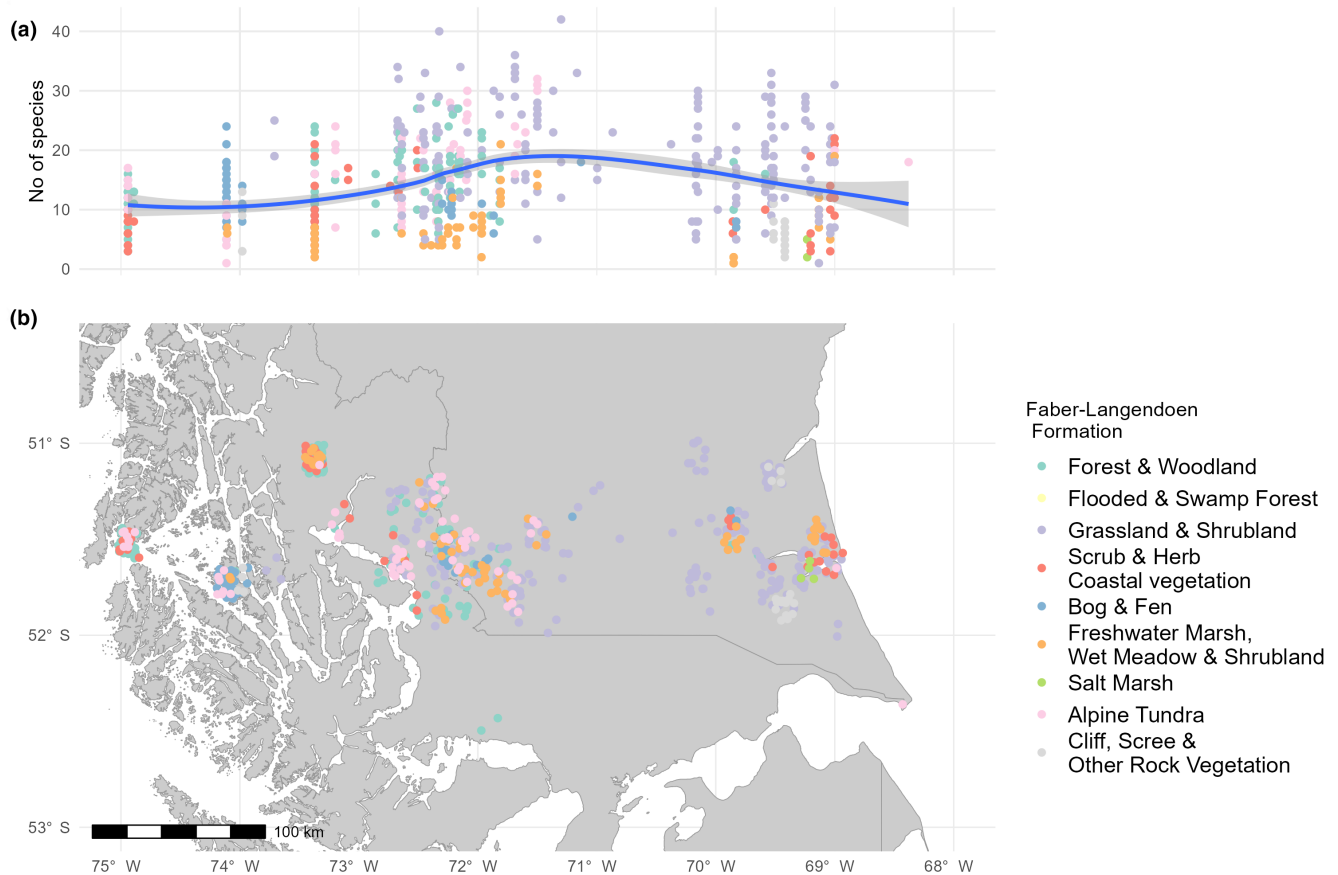 (a)
No of species
40
30
20
10
0
(b)
51° S
52° S
53° S
100 km
75° W
74° W
73° W
72° W
71° W
70° W
69° W
68° W
Faber-Langendoen
Formation
Forest & Woodland
Flooded & Swamp Forest
Grassland & Shrubland
Scrub & Herb
Coastal vegetation
Bog & Fen
Freshwater Marsh,
Wet Meadow & Shrubland
Salt Marsh
Alpine Tundra
Cliff, Scree &
Other Rock Vegetation